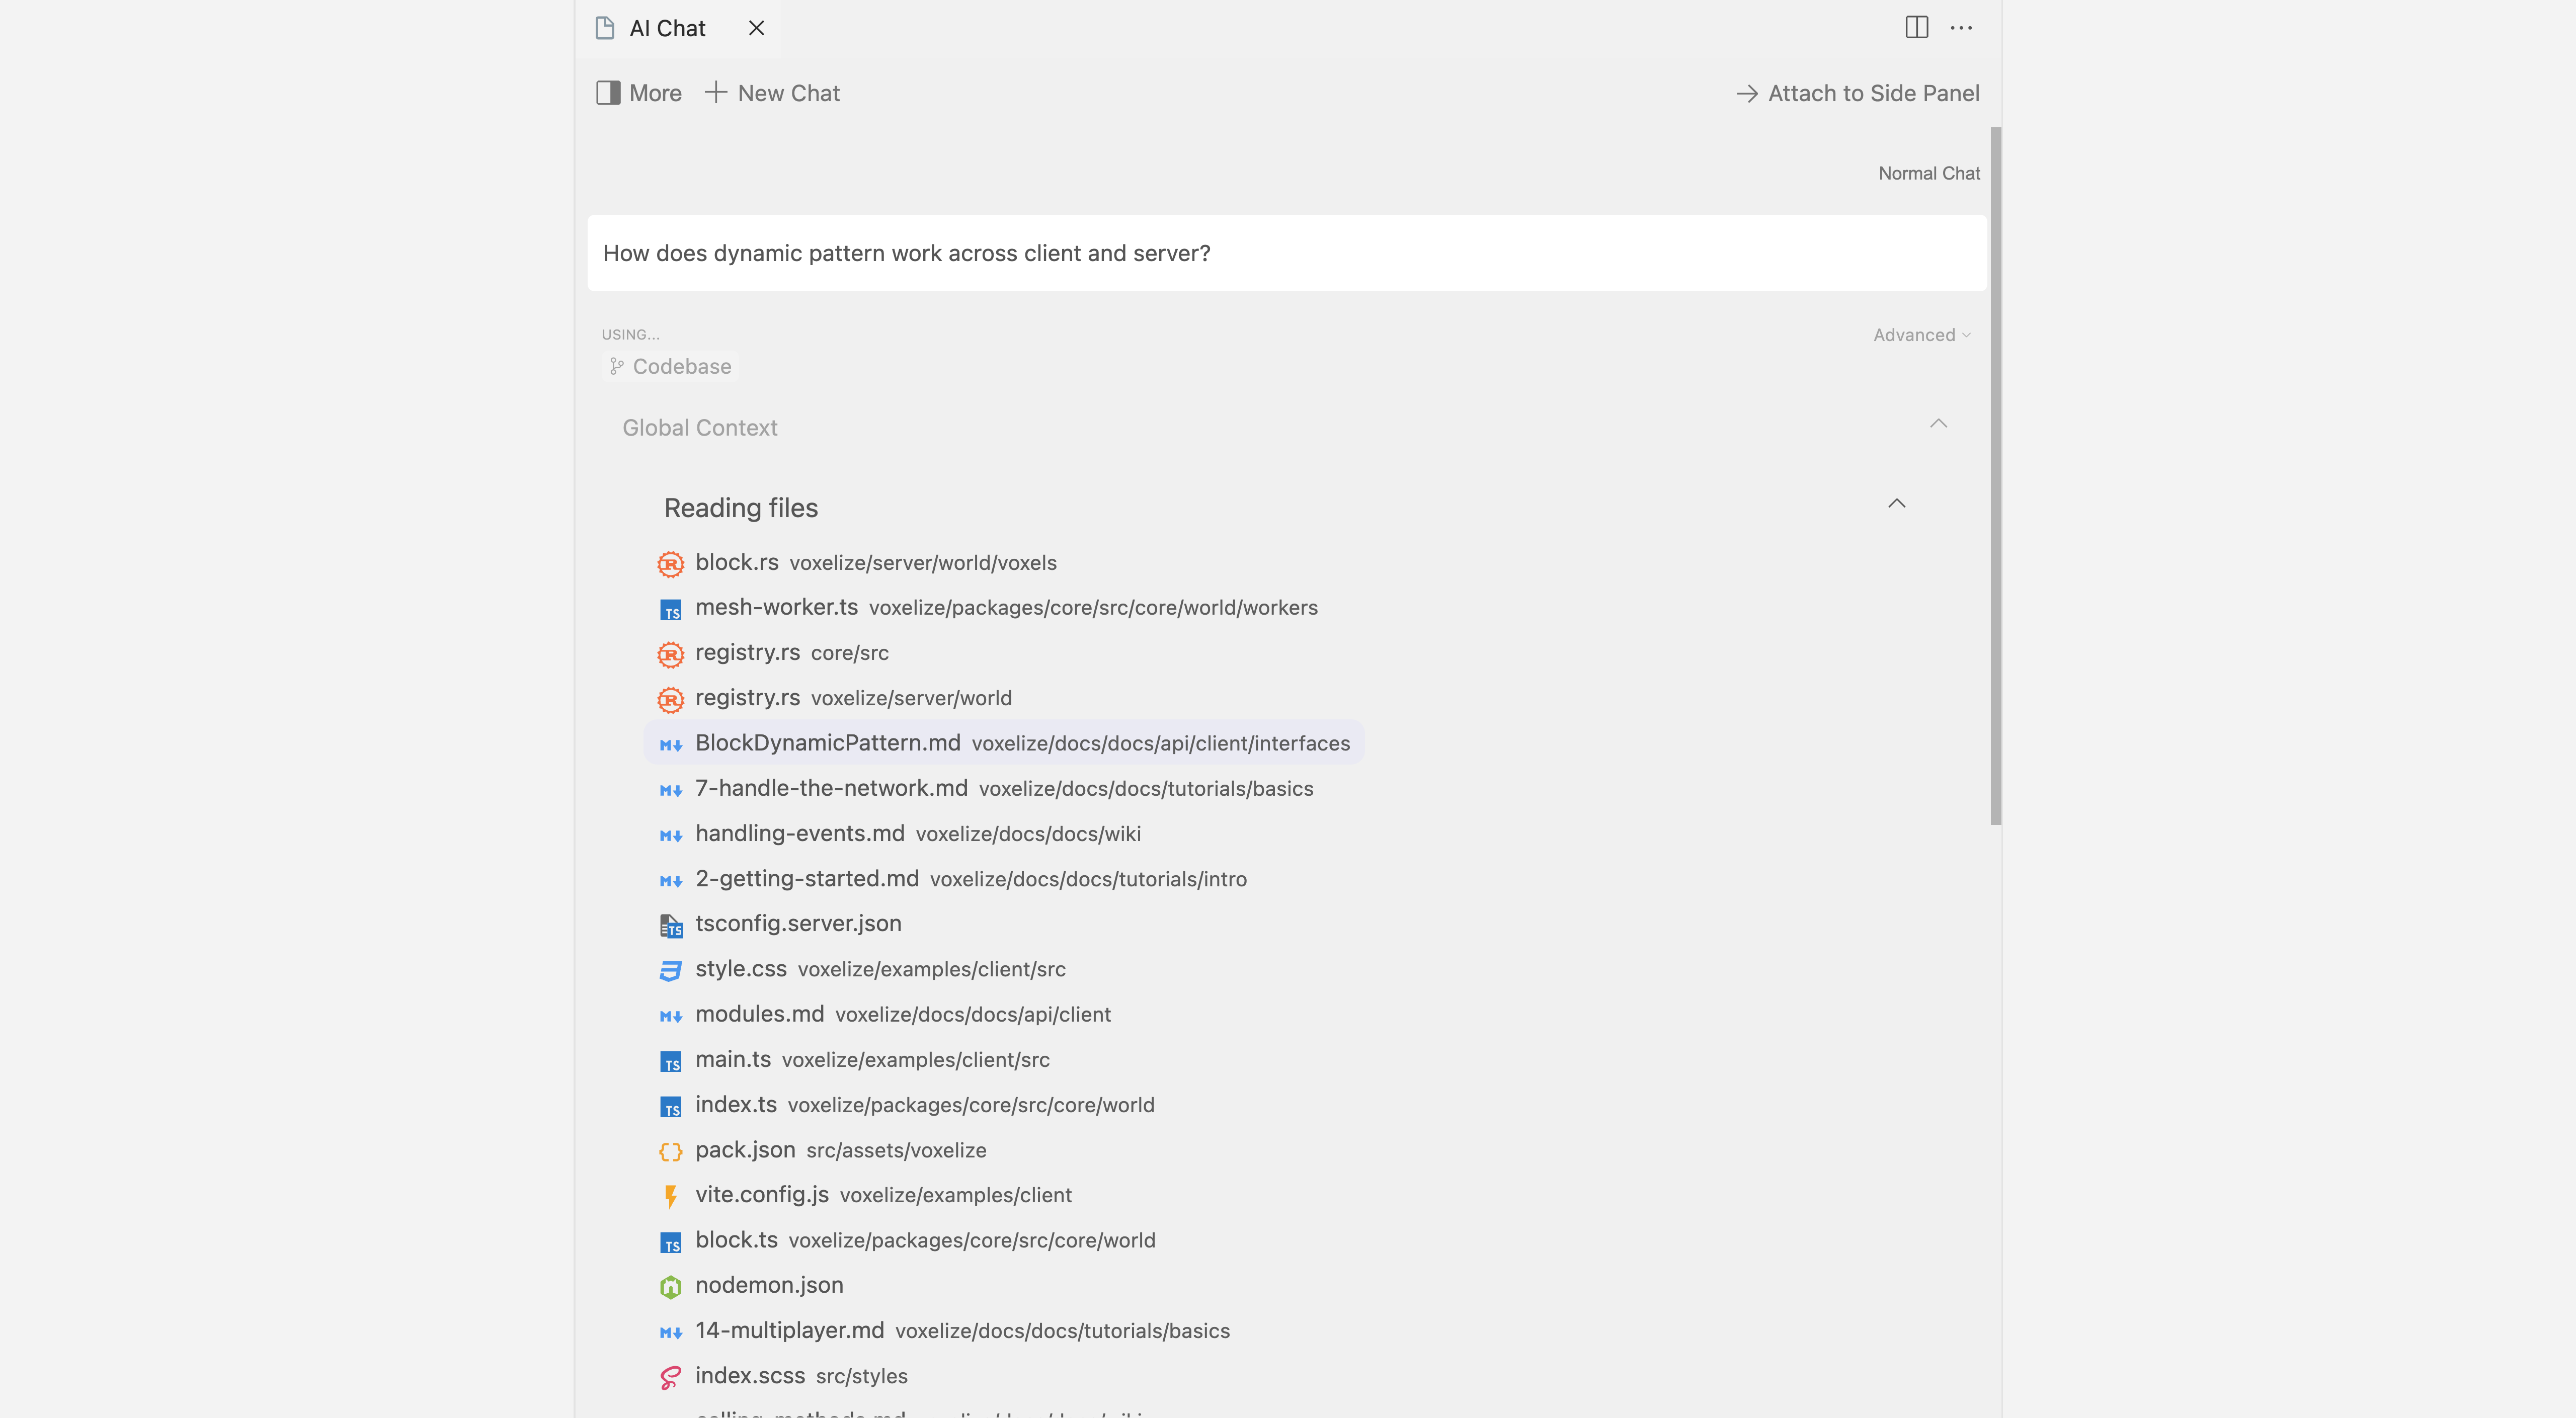 AI Chat
More New Chat Attach to Side Panel
Normal Chat
How does dynamic pattern work across client and server?
USING... Advanced
Codebase
Global Context
Reading files
block.rs voxelize/server/world/voxels
TS mesh-worker.ts voxelize/packages/core/src/core/world/workers
registry.rs core/src
registry.rs voxelize/server/world
BlockDynamicPattern.md voxelize/docs/docs/api/client/interfaces
7-handle-the-network.md voxelize/docs/docs/tutorials/basics
handling-events.md voxelize/docs/docs/wiki
2-getting-started.md voxelize/docs/docs/tutorials/intro
TS tsconfig.server.json
style.css voxelize/examples/client/src
modules.md voxelize/docs/docs/api/client
TS main.ts voxelize/examples/client/src
TS index.ts voxelize/packages/core/src/core/world
{} pack.json src/assets/voxelize
vite.config.js voxelize/examples/client
TS block.ts voxelize/packages/core/src/core/world
nodemon.json
14-multiplayer.md voxelize/docs/docs/tutorials/basics
index.scss src/styles